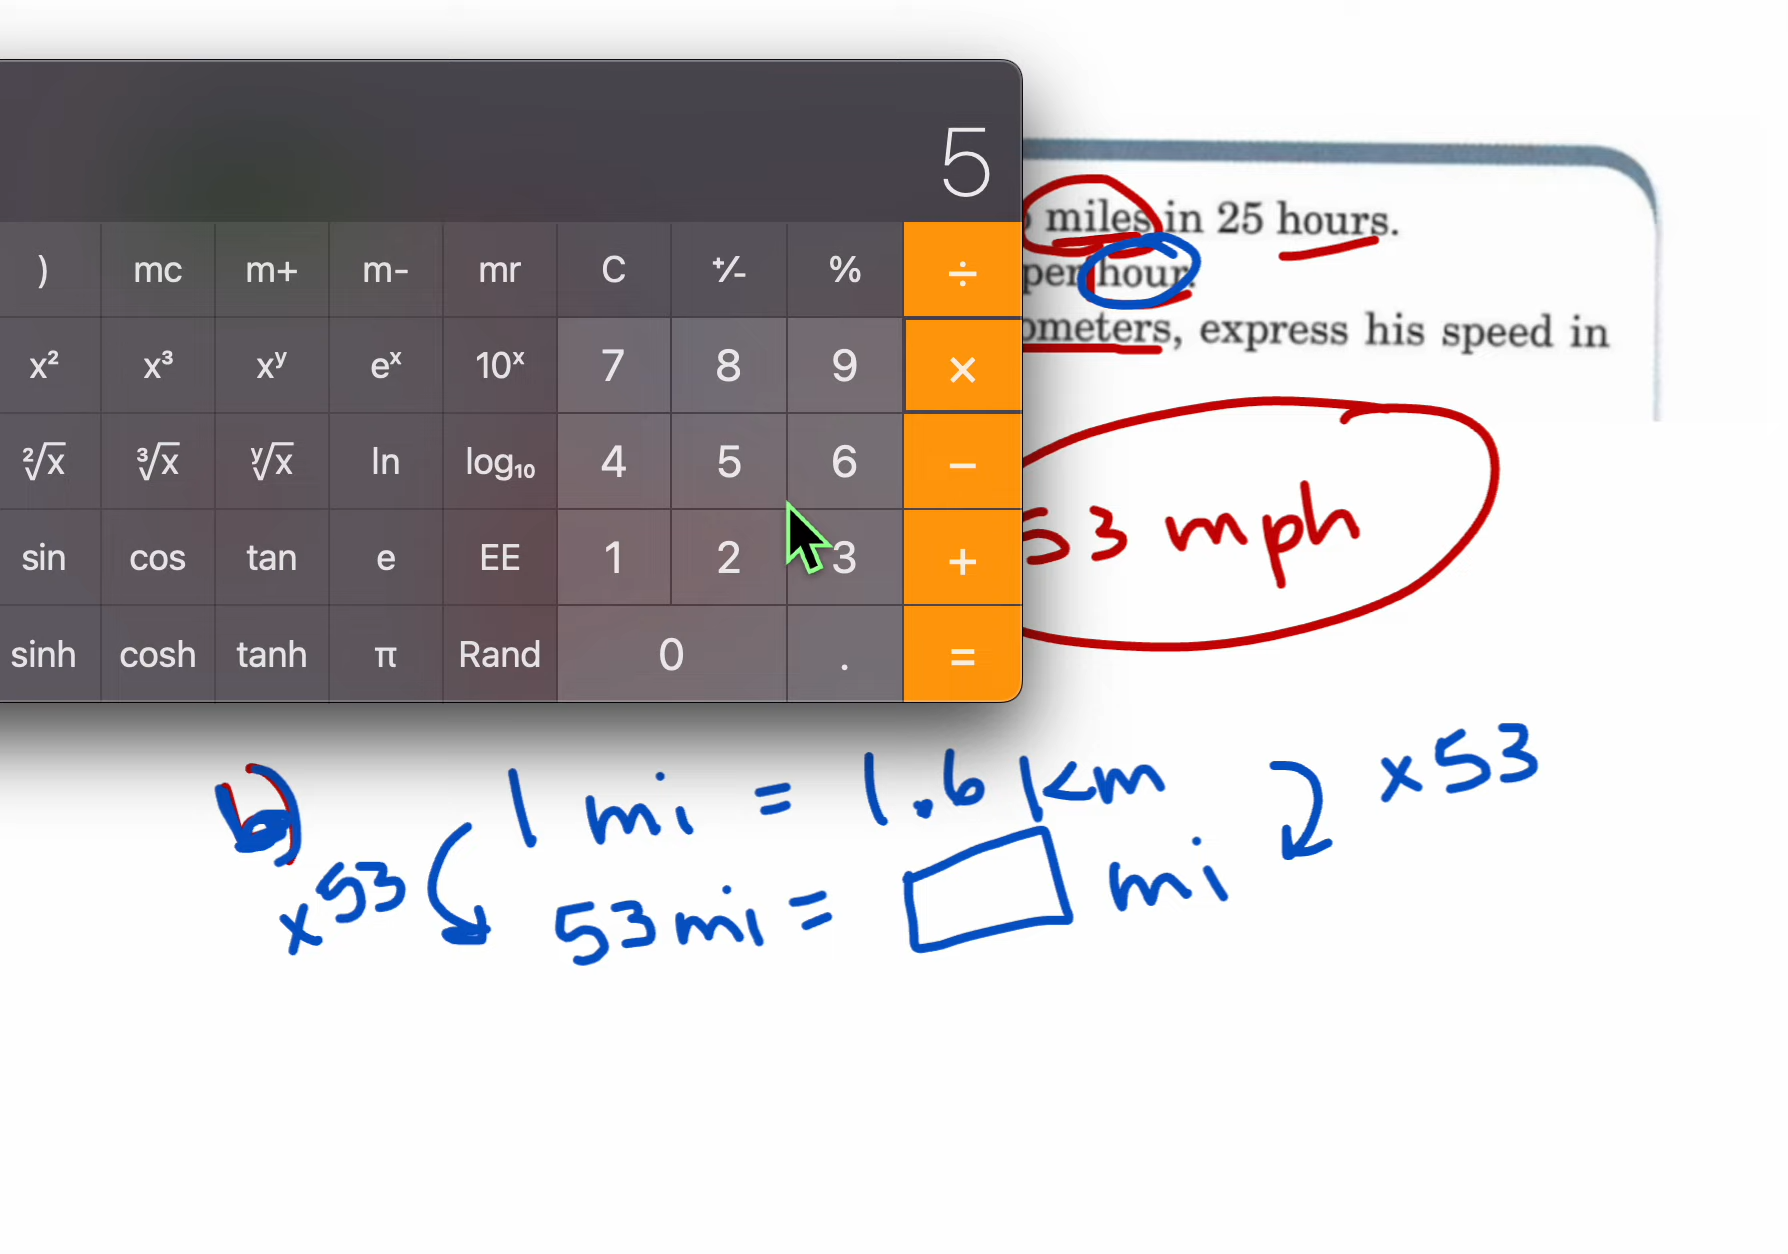 5
) mc m+ m- mr C ⁺⁄₋ % ÷
x² x³ xʸ eˣ 10ˣ 7 8 9 ×
²√x ³√x ʸ√x ln log₁₀ 4 5 6 −
sin cos tan e EE 1 2 3 +
sinh cosh tanh π Rand 0 . =
miles in 25 hours.
per hour.
ometers, express his speed in
53 mph
b) 1 mi = 1.6 km x53
x53 53 mi = mi